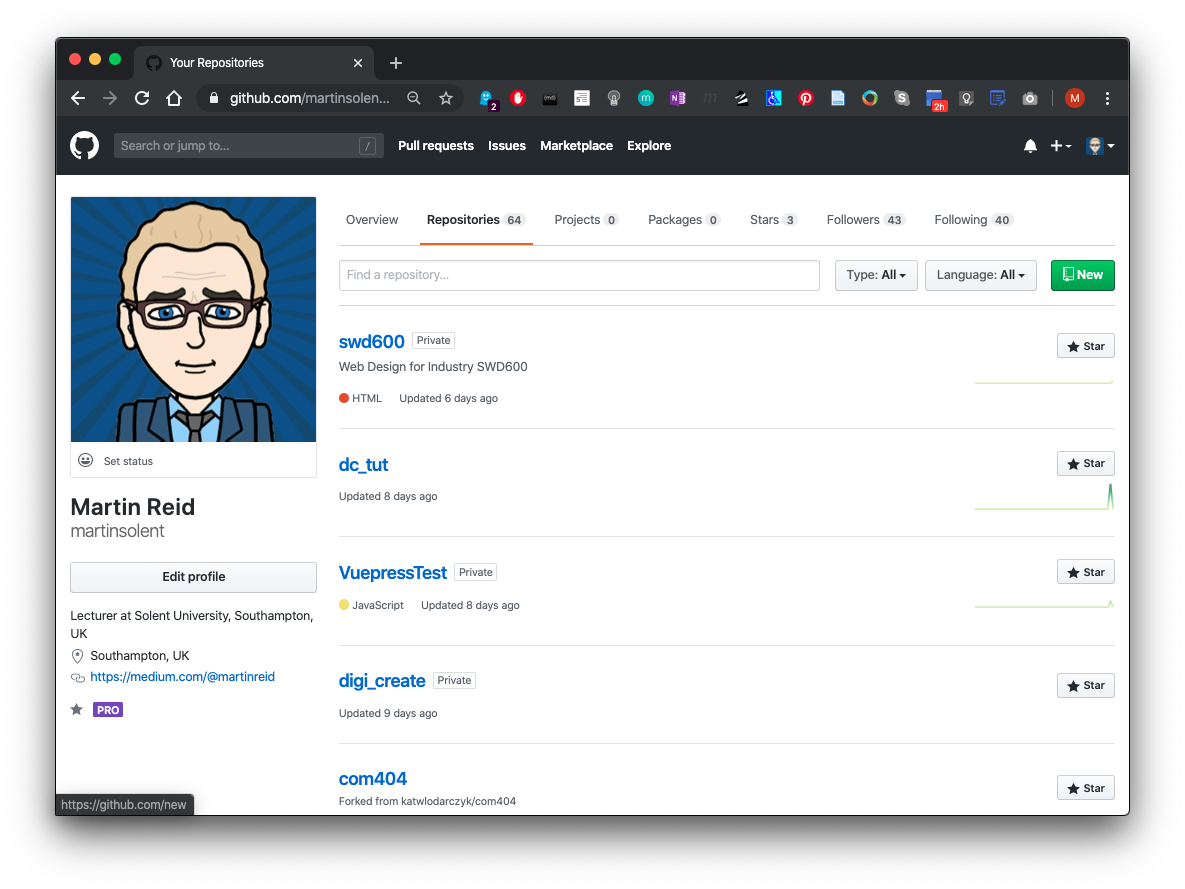 Your Repositories
github.com/martinsolen...
2
2h
M
Search or jump to...
/
Pull requests Issues Marketplace Explore
Overview Repositories 64 Projects 0 Packages 0 Stars 3 Followers 43 Following 40
Find a repository...
Type: All
Language: All
New
Set status
Martin Reid
martinsolent
Edit profile
Lecturer at Solent University, Southampton,
UK
Southampton, UK
https://medium.com/@martinreid
PRO
swd600 Private
Star
Web Design for Industry SWD600
HTML Updated 6 days ago
dc_tut
Star
Updated 8 days ago
VuepressTest Private
Star
JavaScript Updated 8 days ago
digi_create Private
Star
Updated 9 days ago
com404
Star
Forked from katwlodarczyk/com404
https://github.com/new